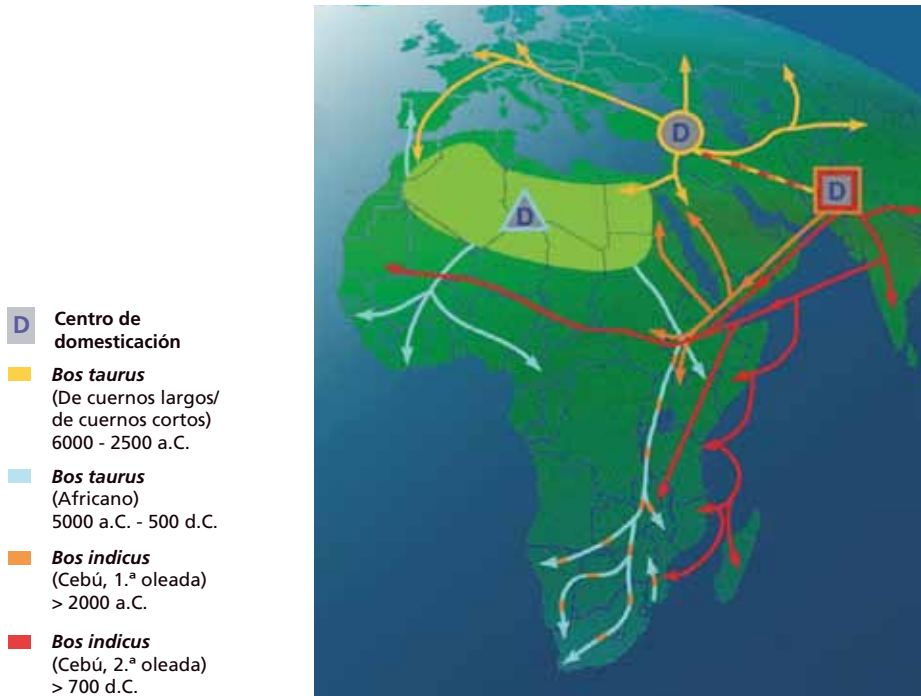 D
D
D
D Centro de
domesticación
Bos taurus
(De cuernos largos/
de cuernos cortos)
6000 - 2500 a.C.
Bos taurus
(Africano)
5000 a.C. - 500 d.C.
Bos indicus
(Cebú, 1.ª oleada)
> 2000 a.C.
Bos indicus
(Cebú, 2.ª oleada)
> 700 d.C.